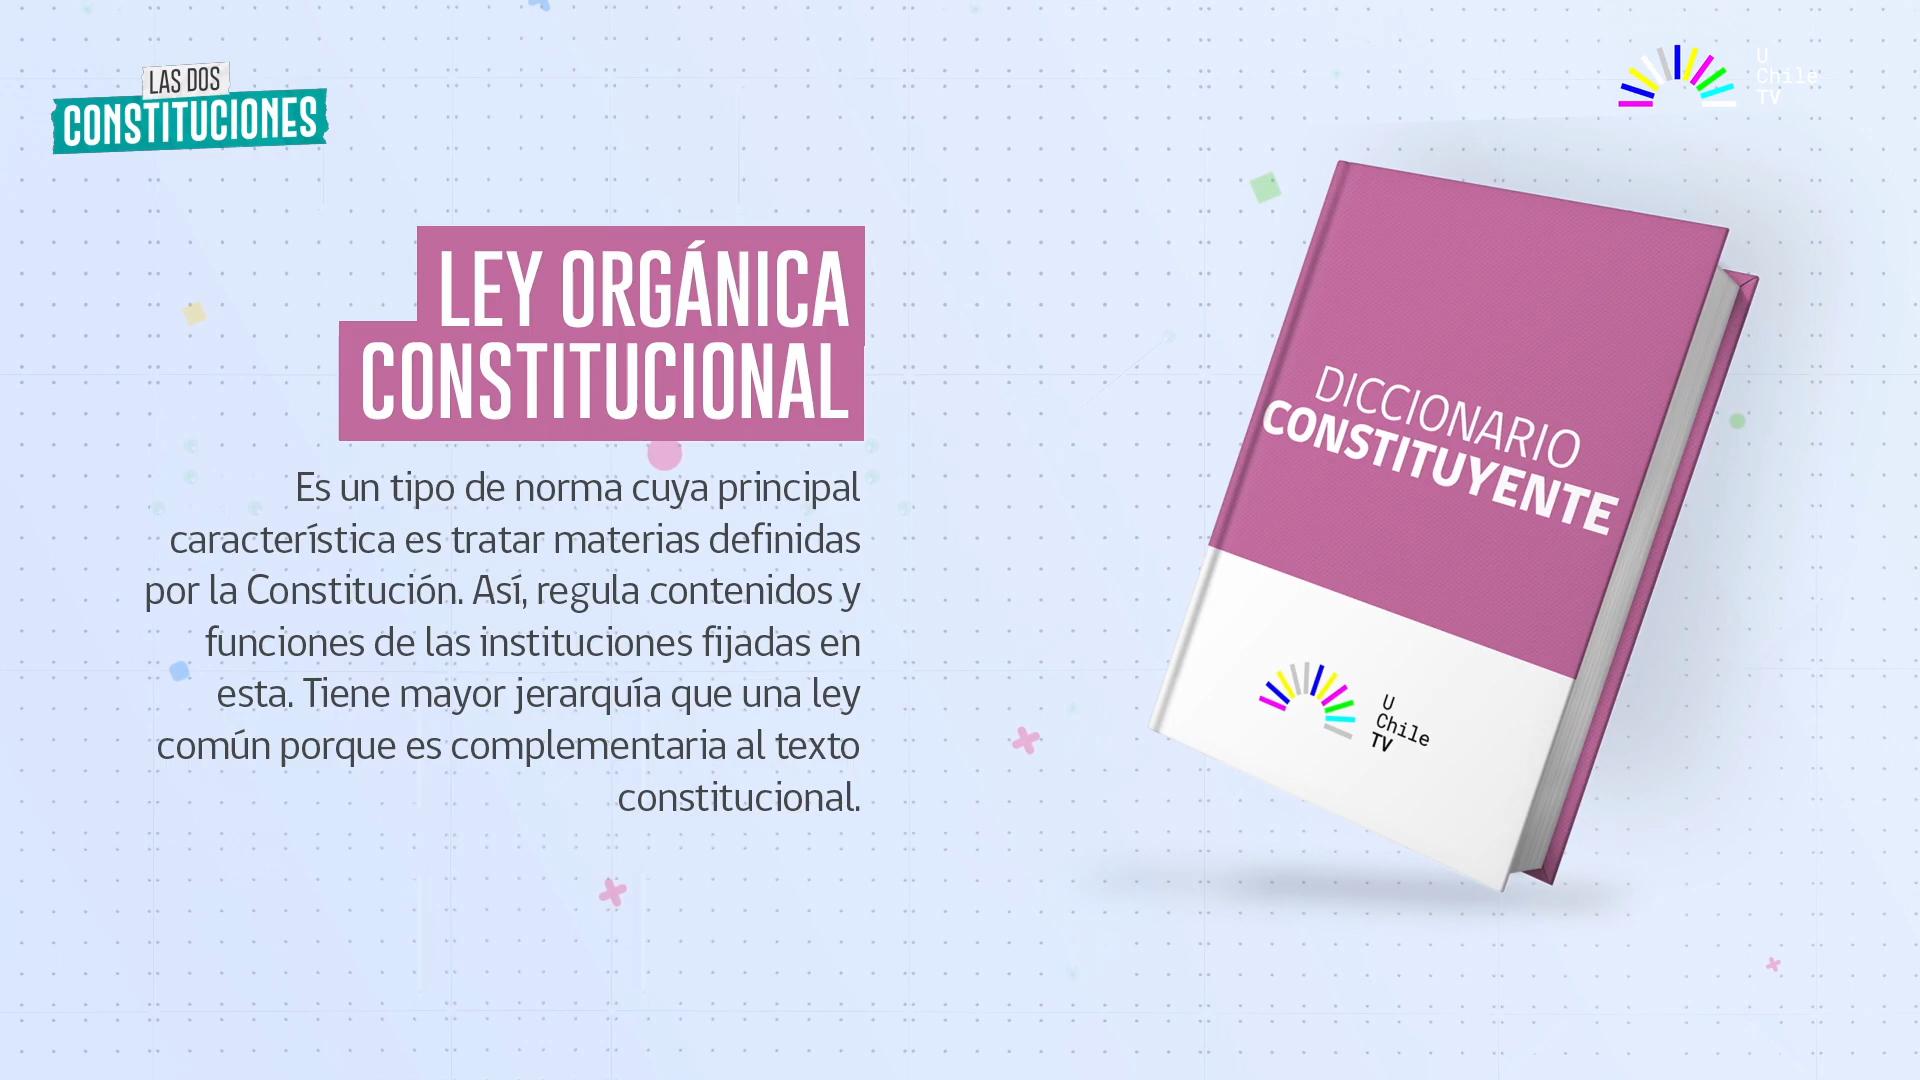 LAS DOS
CONSTITUCIONES
U
Chile
TV
LEY ORGÁNICA
CONSTITUCIONAL
Es un tipo de norma cuya principal
característica es tratar materias definidas
por la Constitución. Así, regula contenidos y
funciones de las instituciones fijadas en
esta. Tiene mayor jerarquía que una ley
común porque es complementaria al texto
constitucional.
DICCIONARIO
CONSTITUYENTE
U
Chile
TV